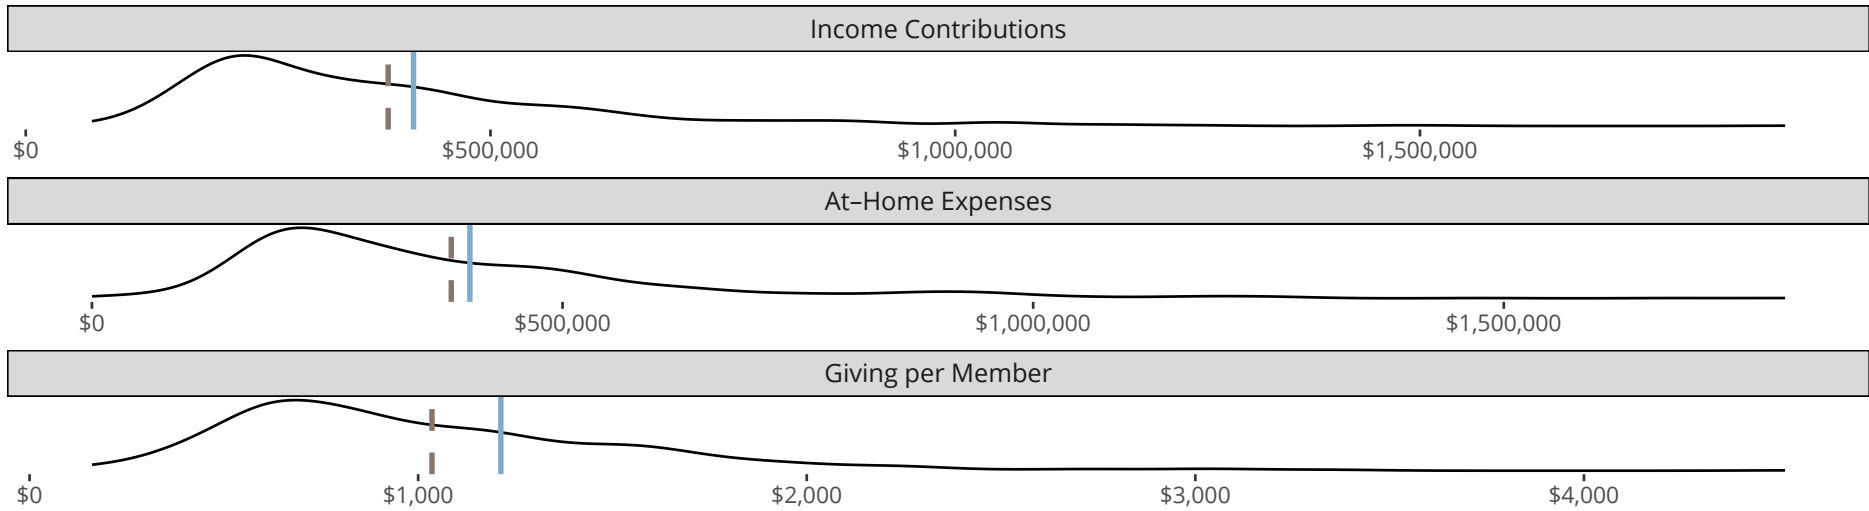 Income Contributions
$0 $500,000 $1,000,000 $1,500,000
At–Home Expenses
$0 $500,000 $1,000,000 $1,500,000
Giving per Member
$0 $1,000 $2,000 $3,000 $4,000